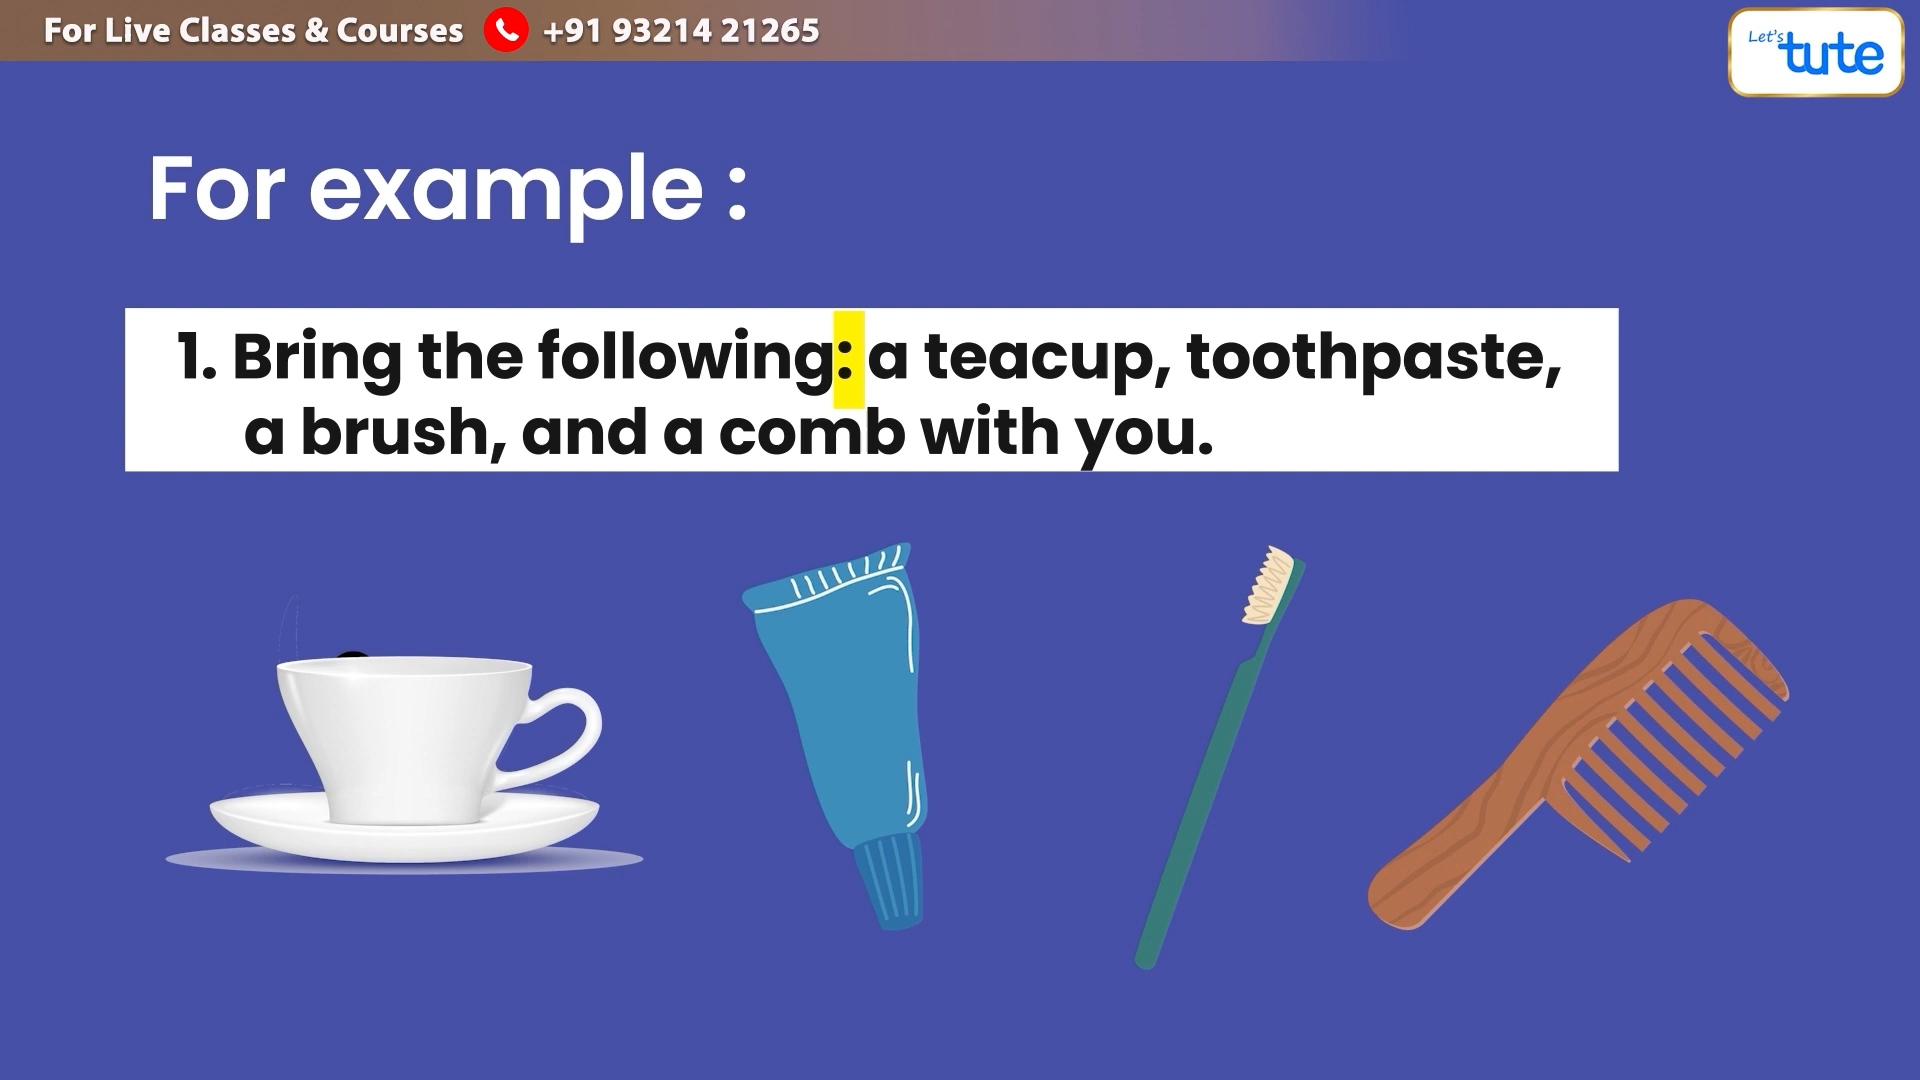 For Live Classes & Courses +91 93214 21265
Let's tute
For example :
1. Bring the following: a teacup, toothpaste,
a brush, and a comb with you.